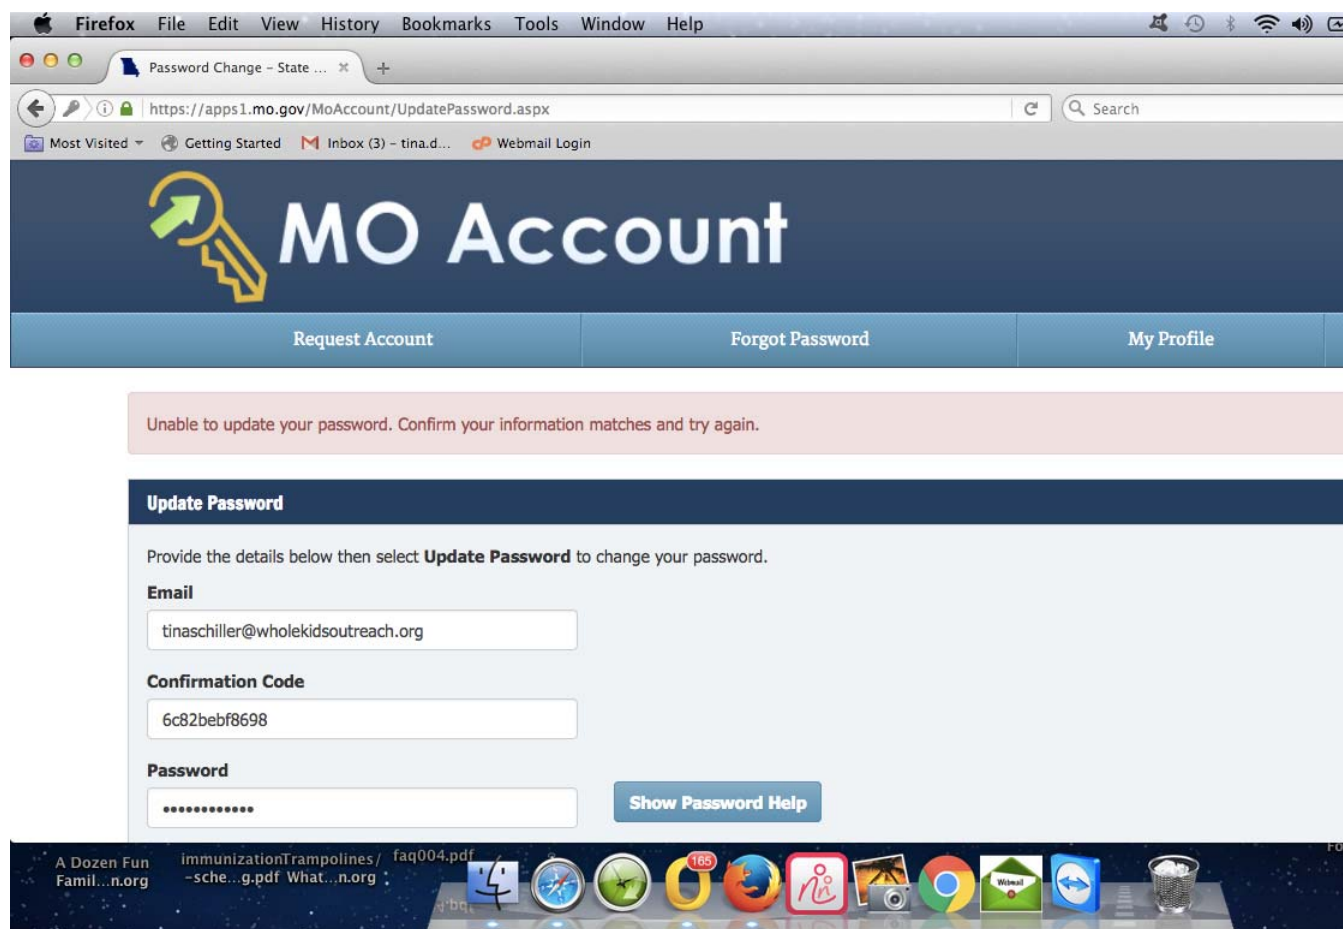 Firefox File Edit View History Bookmarks Tools Window Help
Password Change – State ...
https://apps1.mo.gov/MoAccount/UpdatePassword.aspx
Search
Most Visited Getting Started Inbox (3) – tina.d... Webmail Login
MO Account
Request Account Forgot Password My Profile
Unable to update your password. Confirm your information matches and try again.
Update Password
Provide the details below then select Update Password to change your password.
Email
tinaschiller@wholekidsoutreach.org
Confirmation Code
6c82bebf8698
Password
••••••••••••
Show Password Help
A Dozen Fun immunizationTrampolines/ faq004.pdf
Famil...n.org -sche...g.pdf What...n.org
165
Webmail